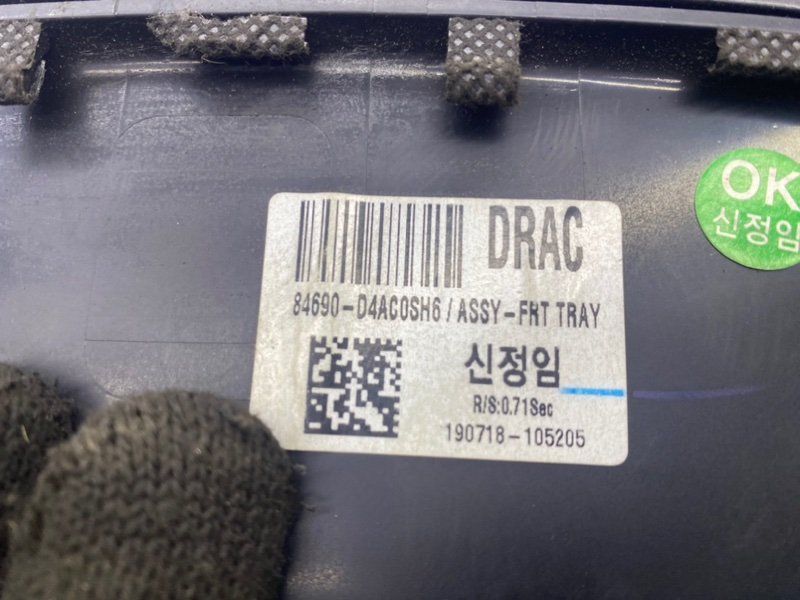 DRAC
84690-D4AC0SH6 / ASSY-FRT TRAY
신정임
R/S:0.71Sec
190718-105205
OK
신정임